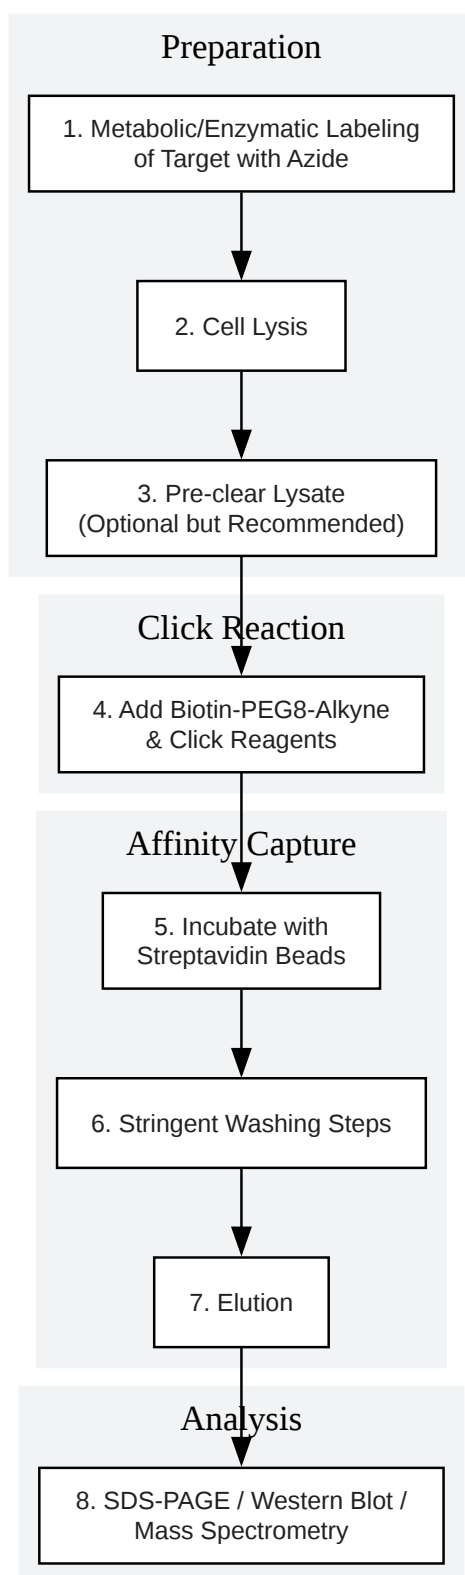 Preparation
1. Metabolic/Enzymatic Labeling
of Target with Azide
2. Cell Lysis
3. Pre-clear Lysate
(Optional but Recommended)
Click Reaction
4. Add Biotin-PEG8-Alkyne
& Click Reagents
Affinity Capture
5. Incubate with
Streptavidin Beads
6. Stringent Washing Steps
7. Elution
Analysis
8. SDS-PAGE / Western Blot /
Mass Spectrometry